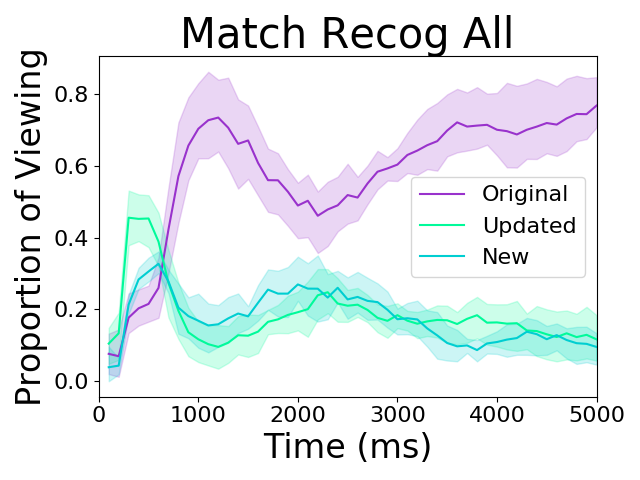 Match Recog All
Proportion of Viewing
0.8
0.6
0.4
0.2
0.0
Original
Updated
New
0 1000 2000 3000 4000 5000
Time (ms)